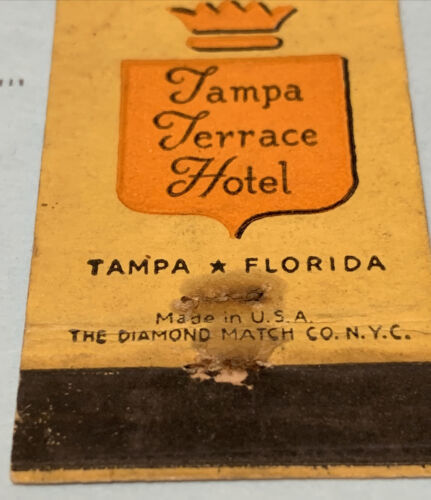 Tampa
Terrace
Hotel
TAMPA ★ FLORIDA
Made in U.S.A.
THE DIAMOND MATCH CO. N.Y.C.